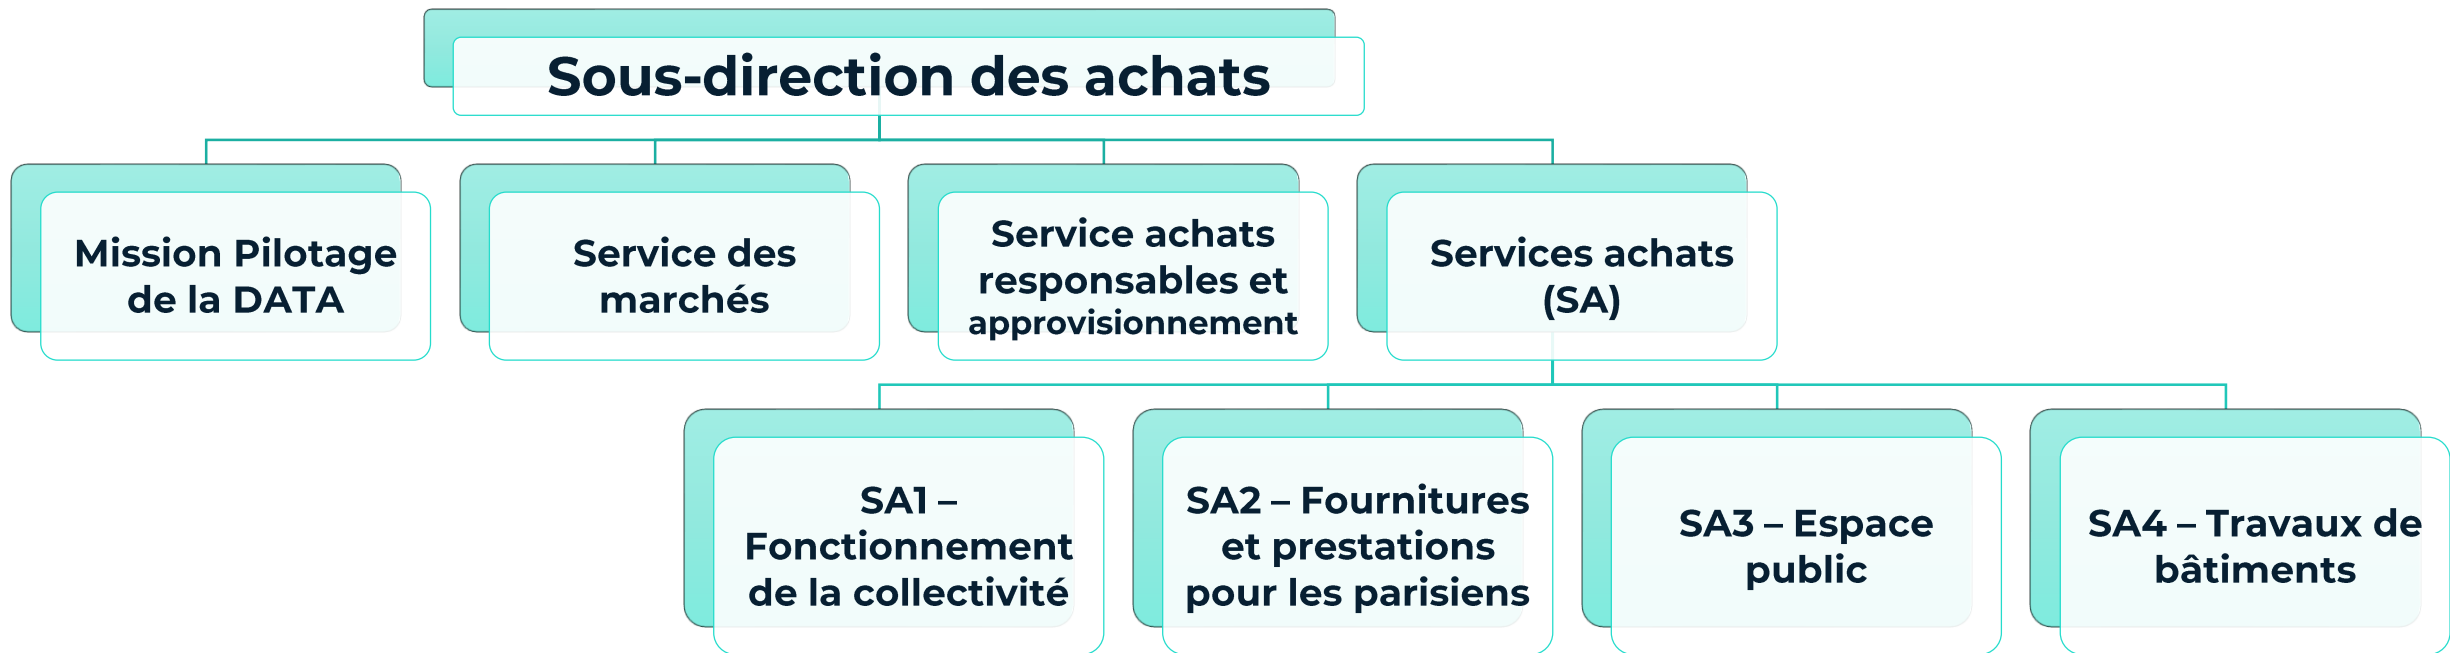 Sous-direction des achats
Mission Pilotage
de la DATA
Service des
marchés
Service achats
responsables et
approvisionnement
Services achats
(SA)
SA1 –
Fonctionnement
de la collectivité
SA2 – Fournitures
et prestations
pour les parisiens
SA3 – Espace
public
SA4 – Travaux de
bâtiments